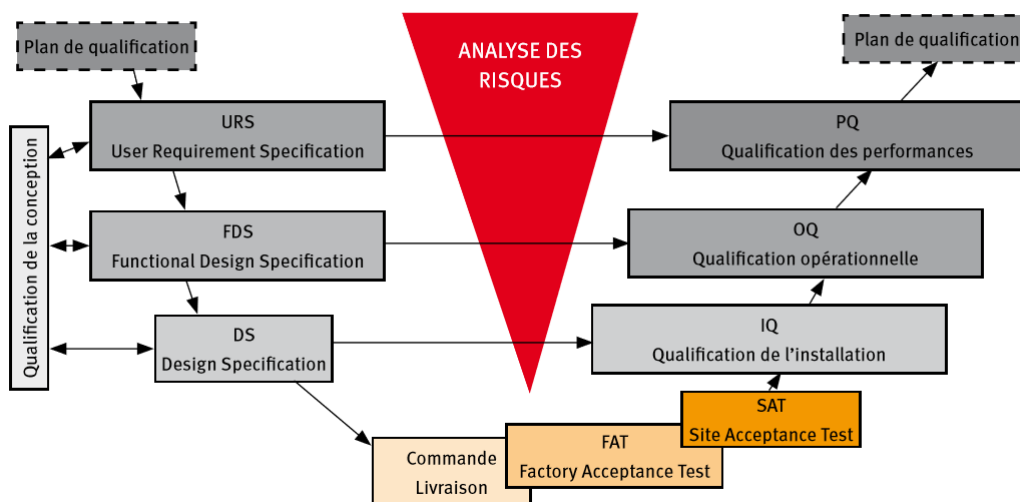 Plan de qualification
ANALYSE DES
RISQUES
Plan de qualification
URS
User Requirement Specification
PQ
Qualification des performances
Qualification de la conception
FDS
Functional Design Specification
OQ
Qualification opérationnelle
DS
Design Specification
IQ
Qualification de l'installation
SAT
Site Acceptance Test
Commande
Livraison
FAT
Factory Acceptance Test